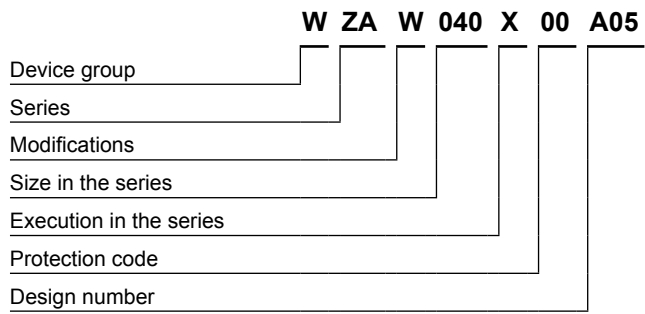 W ZA W 040 X 00 A05
Device group
Series
Modifications
Size in the series
Execution in the series
Protection code
Design number